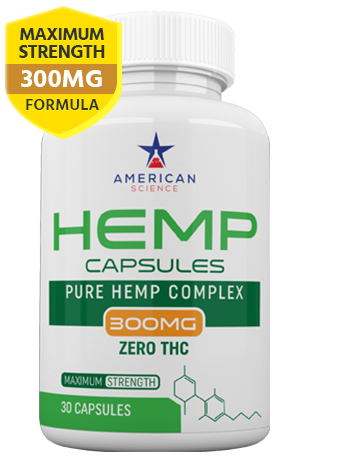 MAXIMUM
STRENGTH
300MG
FORMULA
AMERICAN
SCIENCE
HEMP
CAPSULES
PURE HEMP COMPLEX
300MG
ZERO THC
MAXIMUM STRENGTH
30 CAPSULES